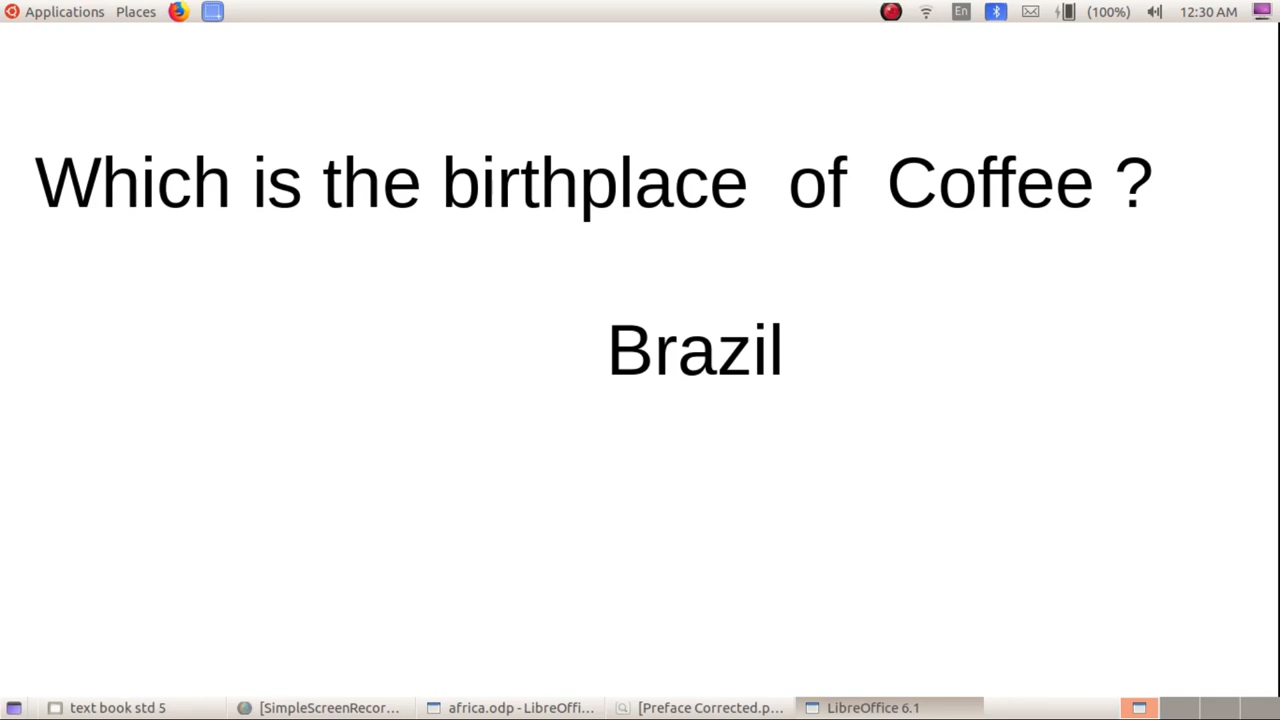 Applications Places En (100%) 12:30 AM
Which is the birthplace of Coffee ?
Brazil
text book std 5 [SimpleScreenRecor... africa.odp - LibreOffi... [Preface Corrected.p... LibreOffice 6.1